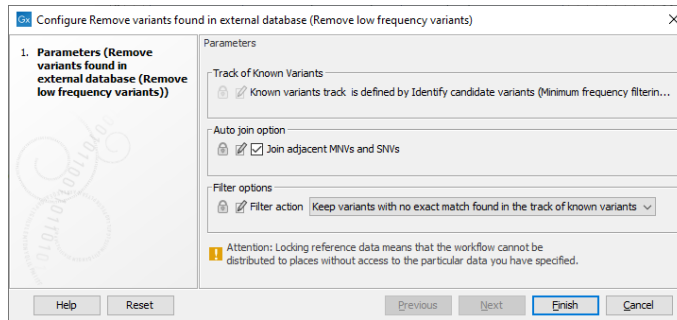 Gx Configure Remove variants found in external database (Remove low frequency variants)
1. Parameters (Remove
variants found in
external database (Remove
low frequency variants))
Parameters
Track of Known Variants
Known variants track is defined by Identify candidate variants (Minimum frequency filterin...
Auto join option
Join adjacent MNVs and SNVs
Filter options
Filter action Keep variants with no exact match found in the track of known variants
Attention: Locking reference data means that the workflow cannot be
distributed to places without access to the particular data you have specified.
Help Reset Previous Next Finish Cancel